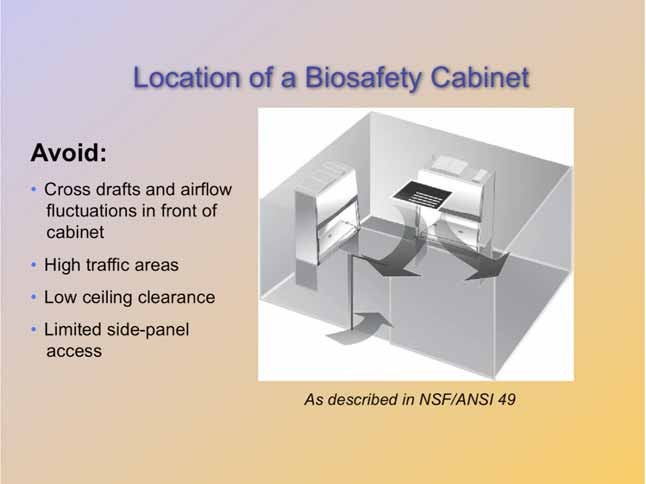 Location of a Biosafety Cabinet
Avoid:
• Cross drafts and airflow
fluctuations in front of
cabinet
• High traffic areas
• Low ceiling clearance
• Limited side-panel
access
As described in NSF/ANSI 49